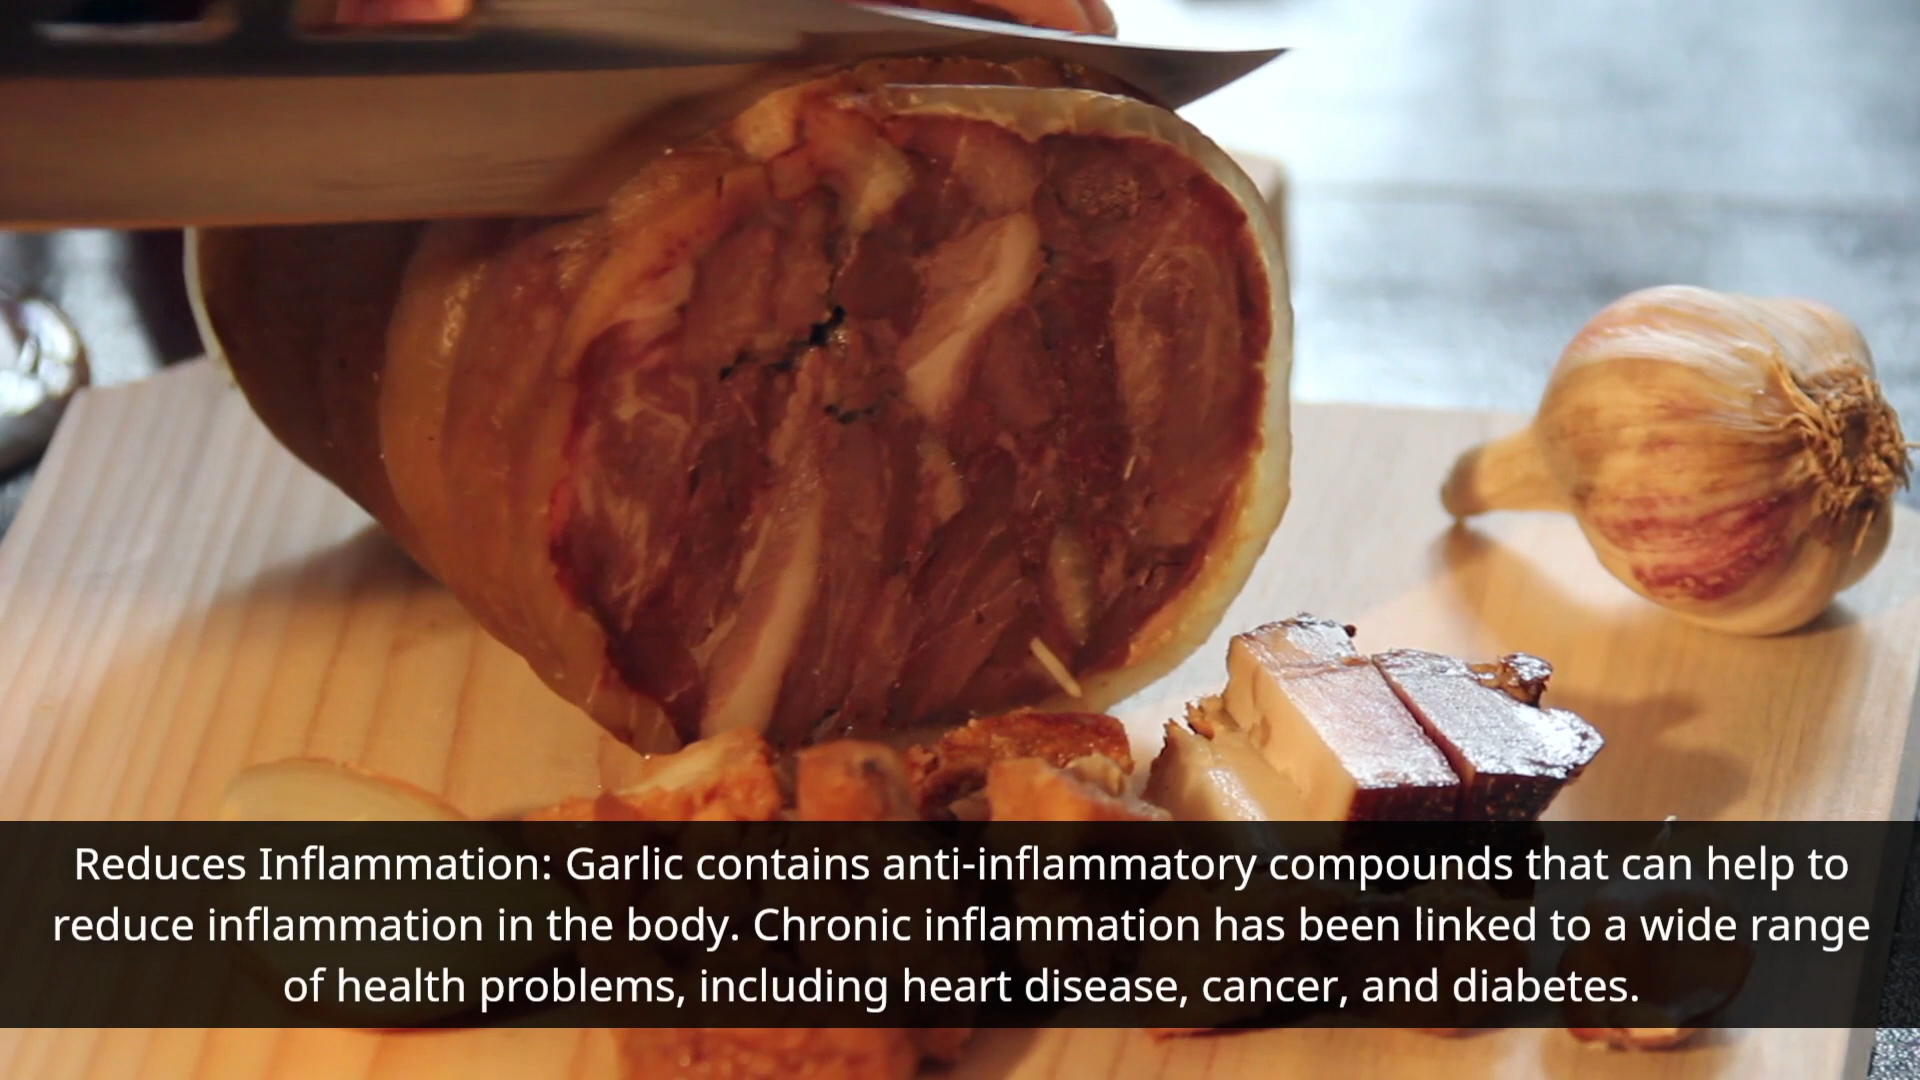 Reduces Inflammation: Garlic contains anti-inflammatory compounds that can help to
reduce inflammation in the body. Chronic inflammation has been linked to a wide range
of health problems, including heart disease, cancer, and diabetes.